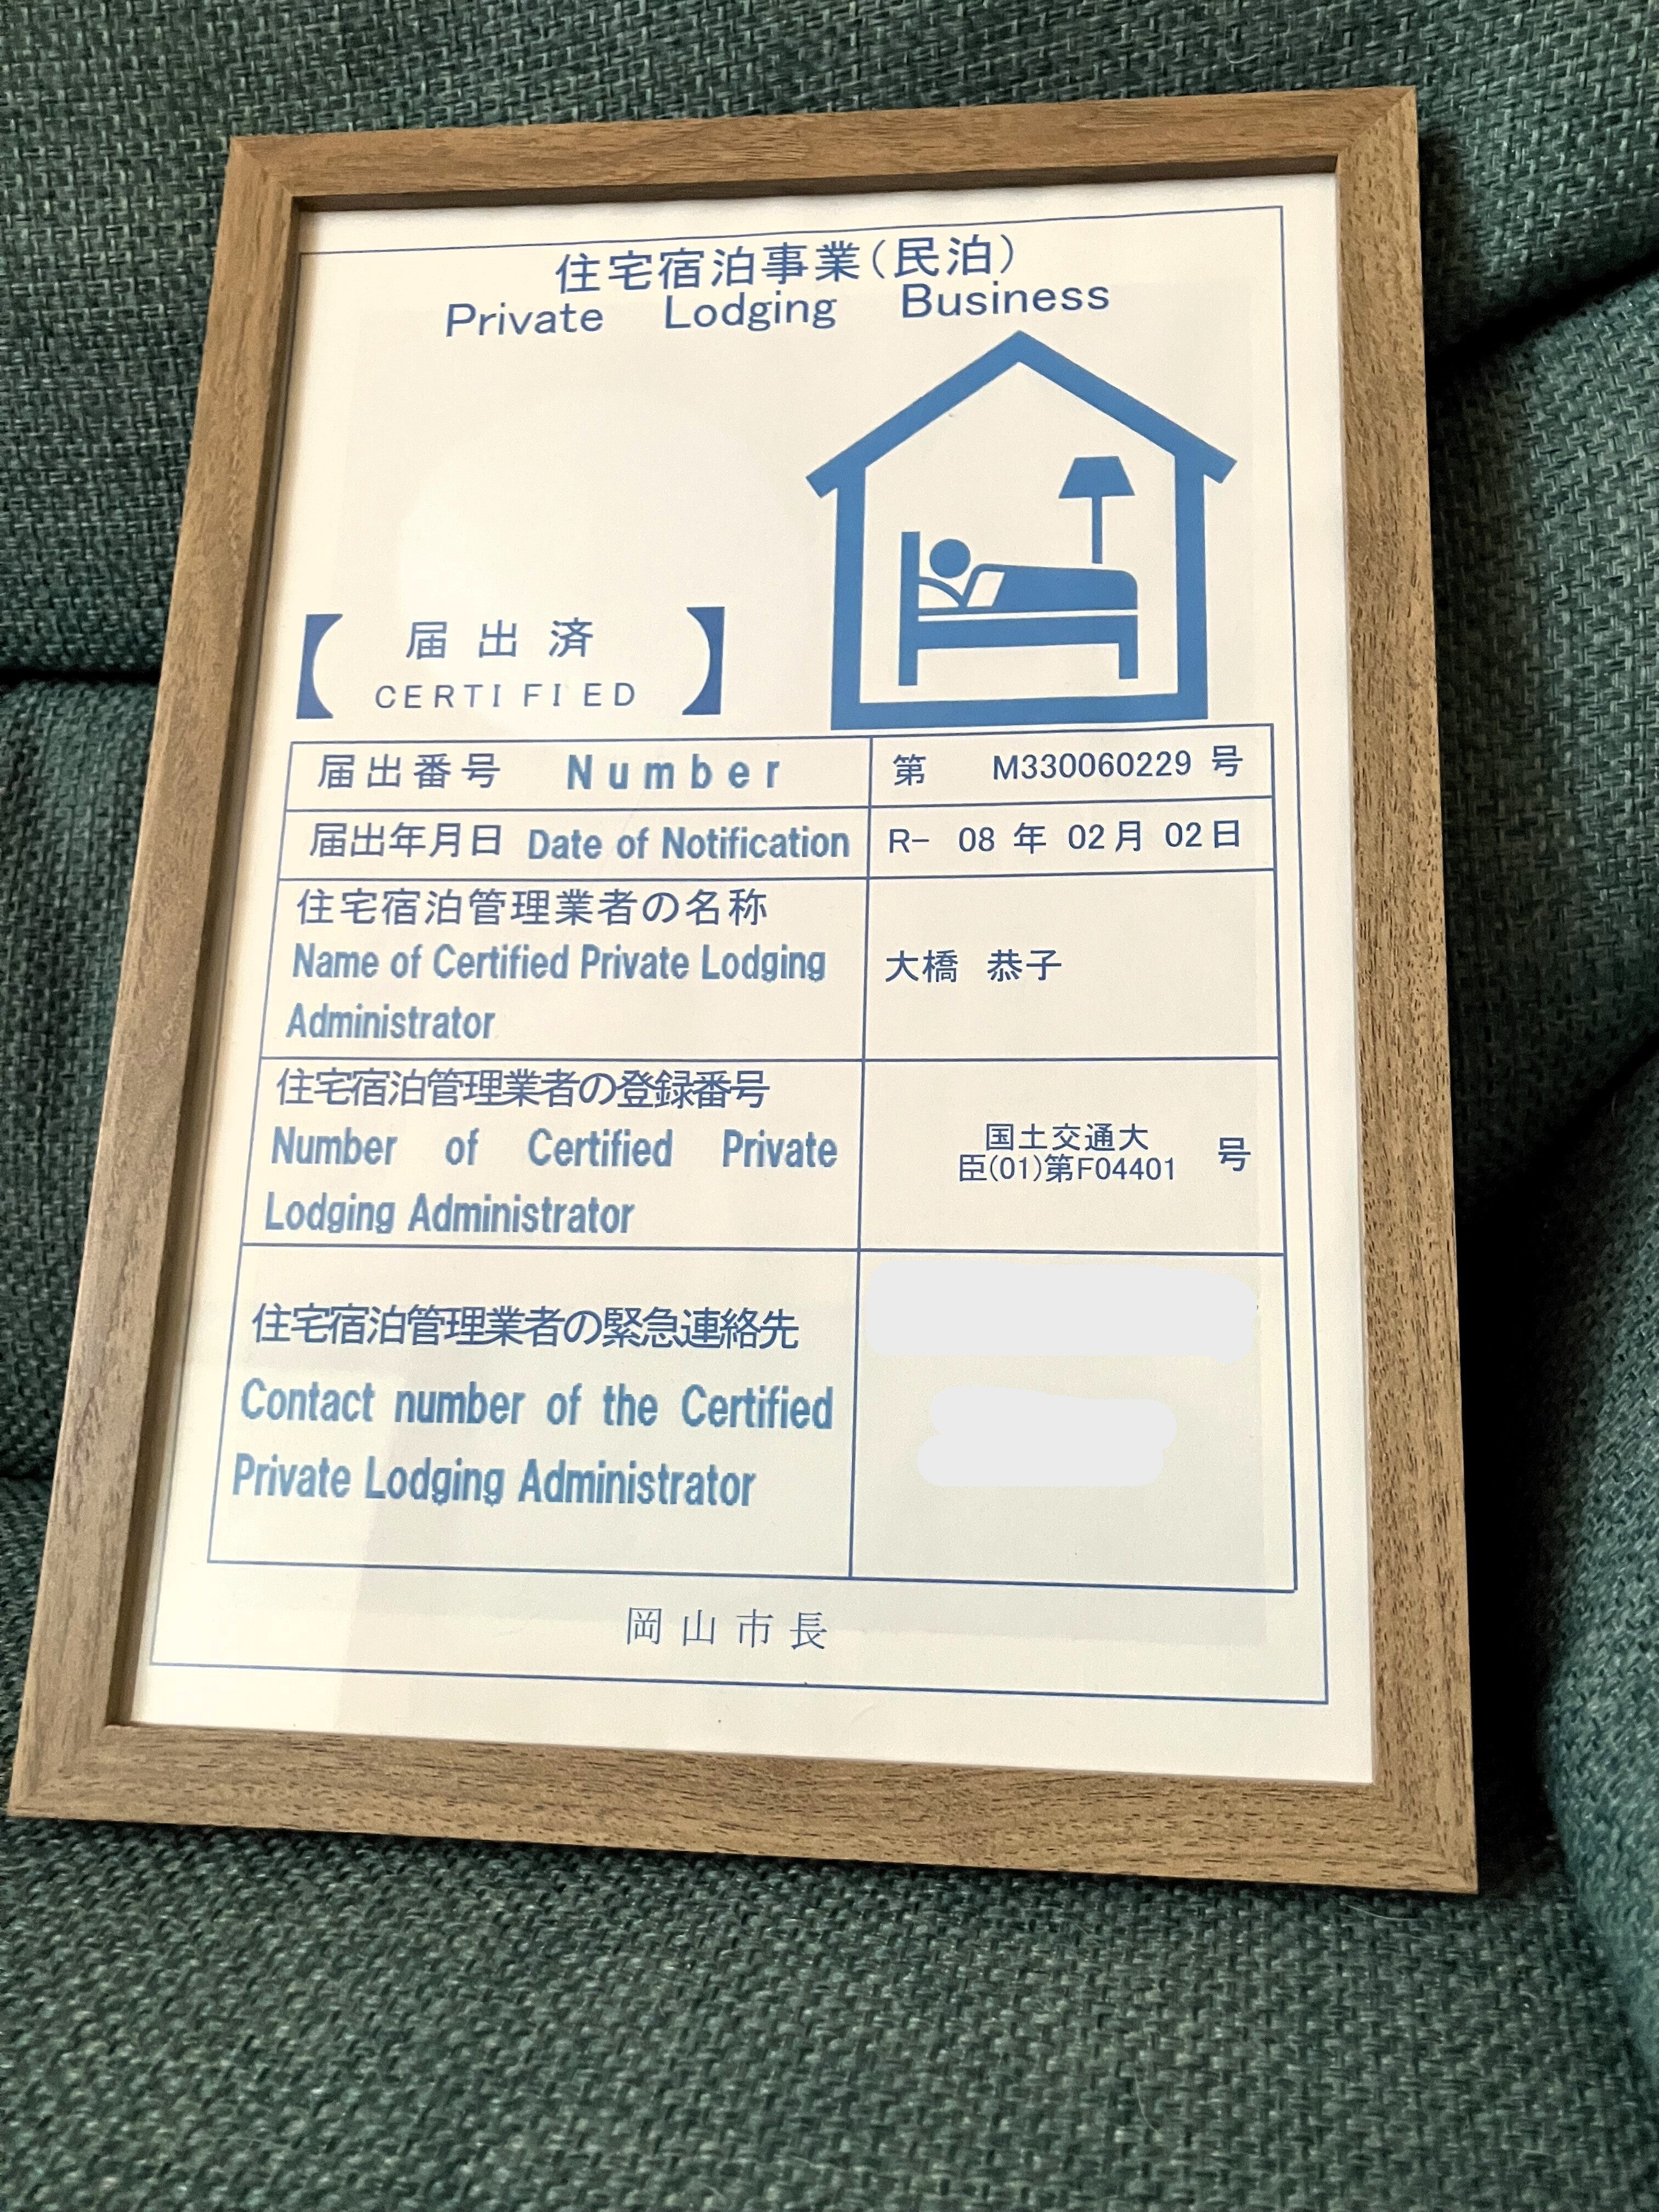 住宅宿泊事業(民泊)
Private Lodging Business
【 届出済 】
CERTIFIED
届出番号 Number 第 M330060229 号
届出年月日 Date of Notification R- 08 年 02 月 02 日
住宅宿泊管理業者の名称
Name of Certified Private Lodging
Administrator
大橋 恭子
住宅宿泊管理業者の登録番号
Number of Certified Private
Lodging Administrator
国土交通大
臣(01)第F04401 号
住宅宿泊管理業者の緊急連絡先
Contact number of the Certified
Private Lodging Administrator
岡山市長